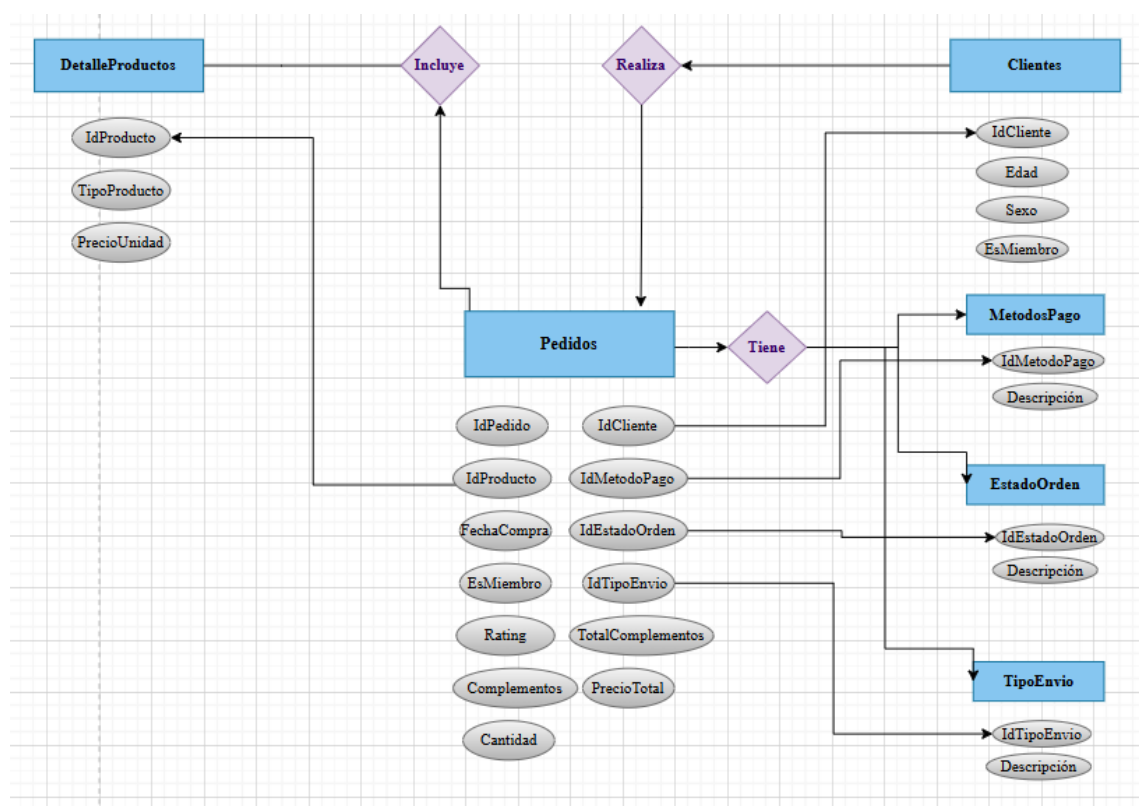 DetalleProductos
Incluye
Realiza
Clientes
IdProducto
TipoProducto
PrecioUnidad
IdCliente
Edad
Sexo
EsMiembro
Pedidos
Tiene
MetodosPago
IdMetodoPago
Descripción
IdPedido
IdCliente
IdProducto
IdMetodoPago
FechaCompra
IdEstadoOrden
EsMiembro
IdTipoEnvio
Rating
TotalComplementos
Complementos
PrecioTotal
Cantidad
EstadoOrden
IdEstadoOrden
Descripción
TipoEnvio
IdTipoEnvio
Descripción